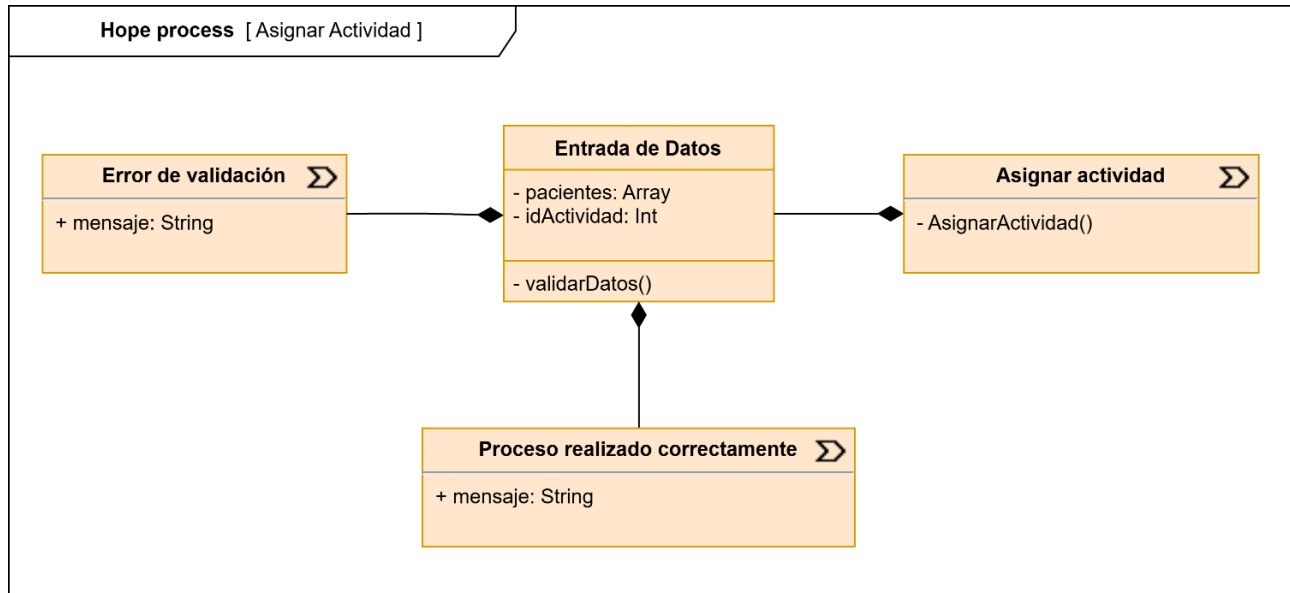 Hope process [ Asignar Actividad ]
Error de validación
+ mensaje: String
Entrada de Datos
- pacientes: Array
- idActividad: Int
- validarDatos()
Asignar actividad
- AsignarActividad()
Proceso realizado correctamente
+ mensaje: String